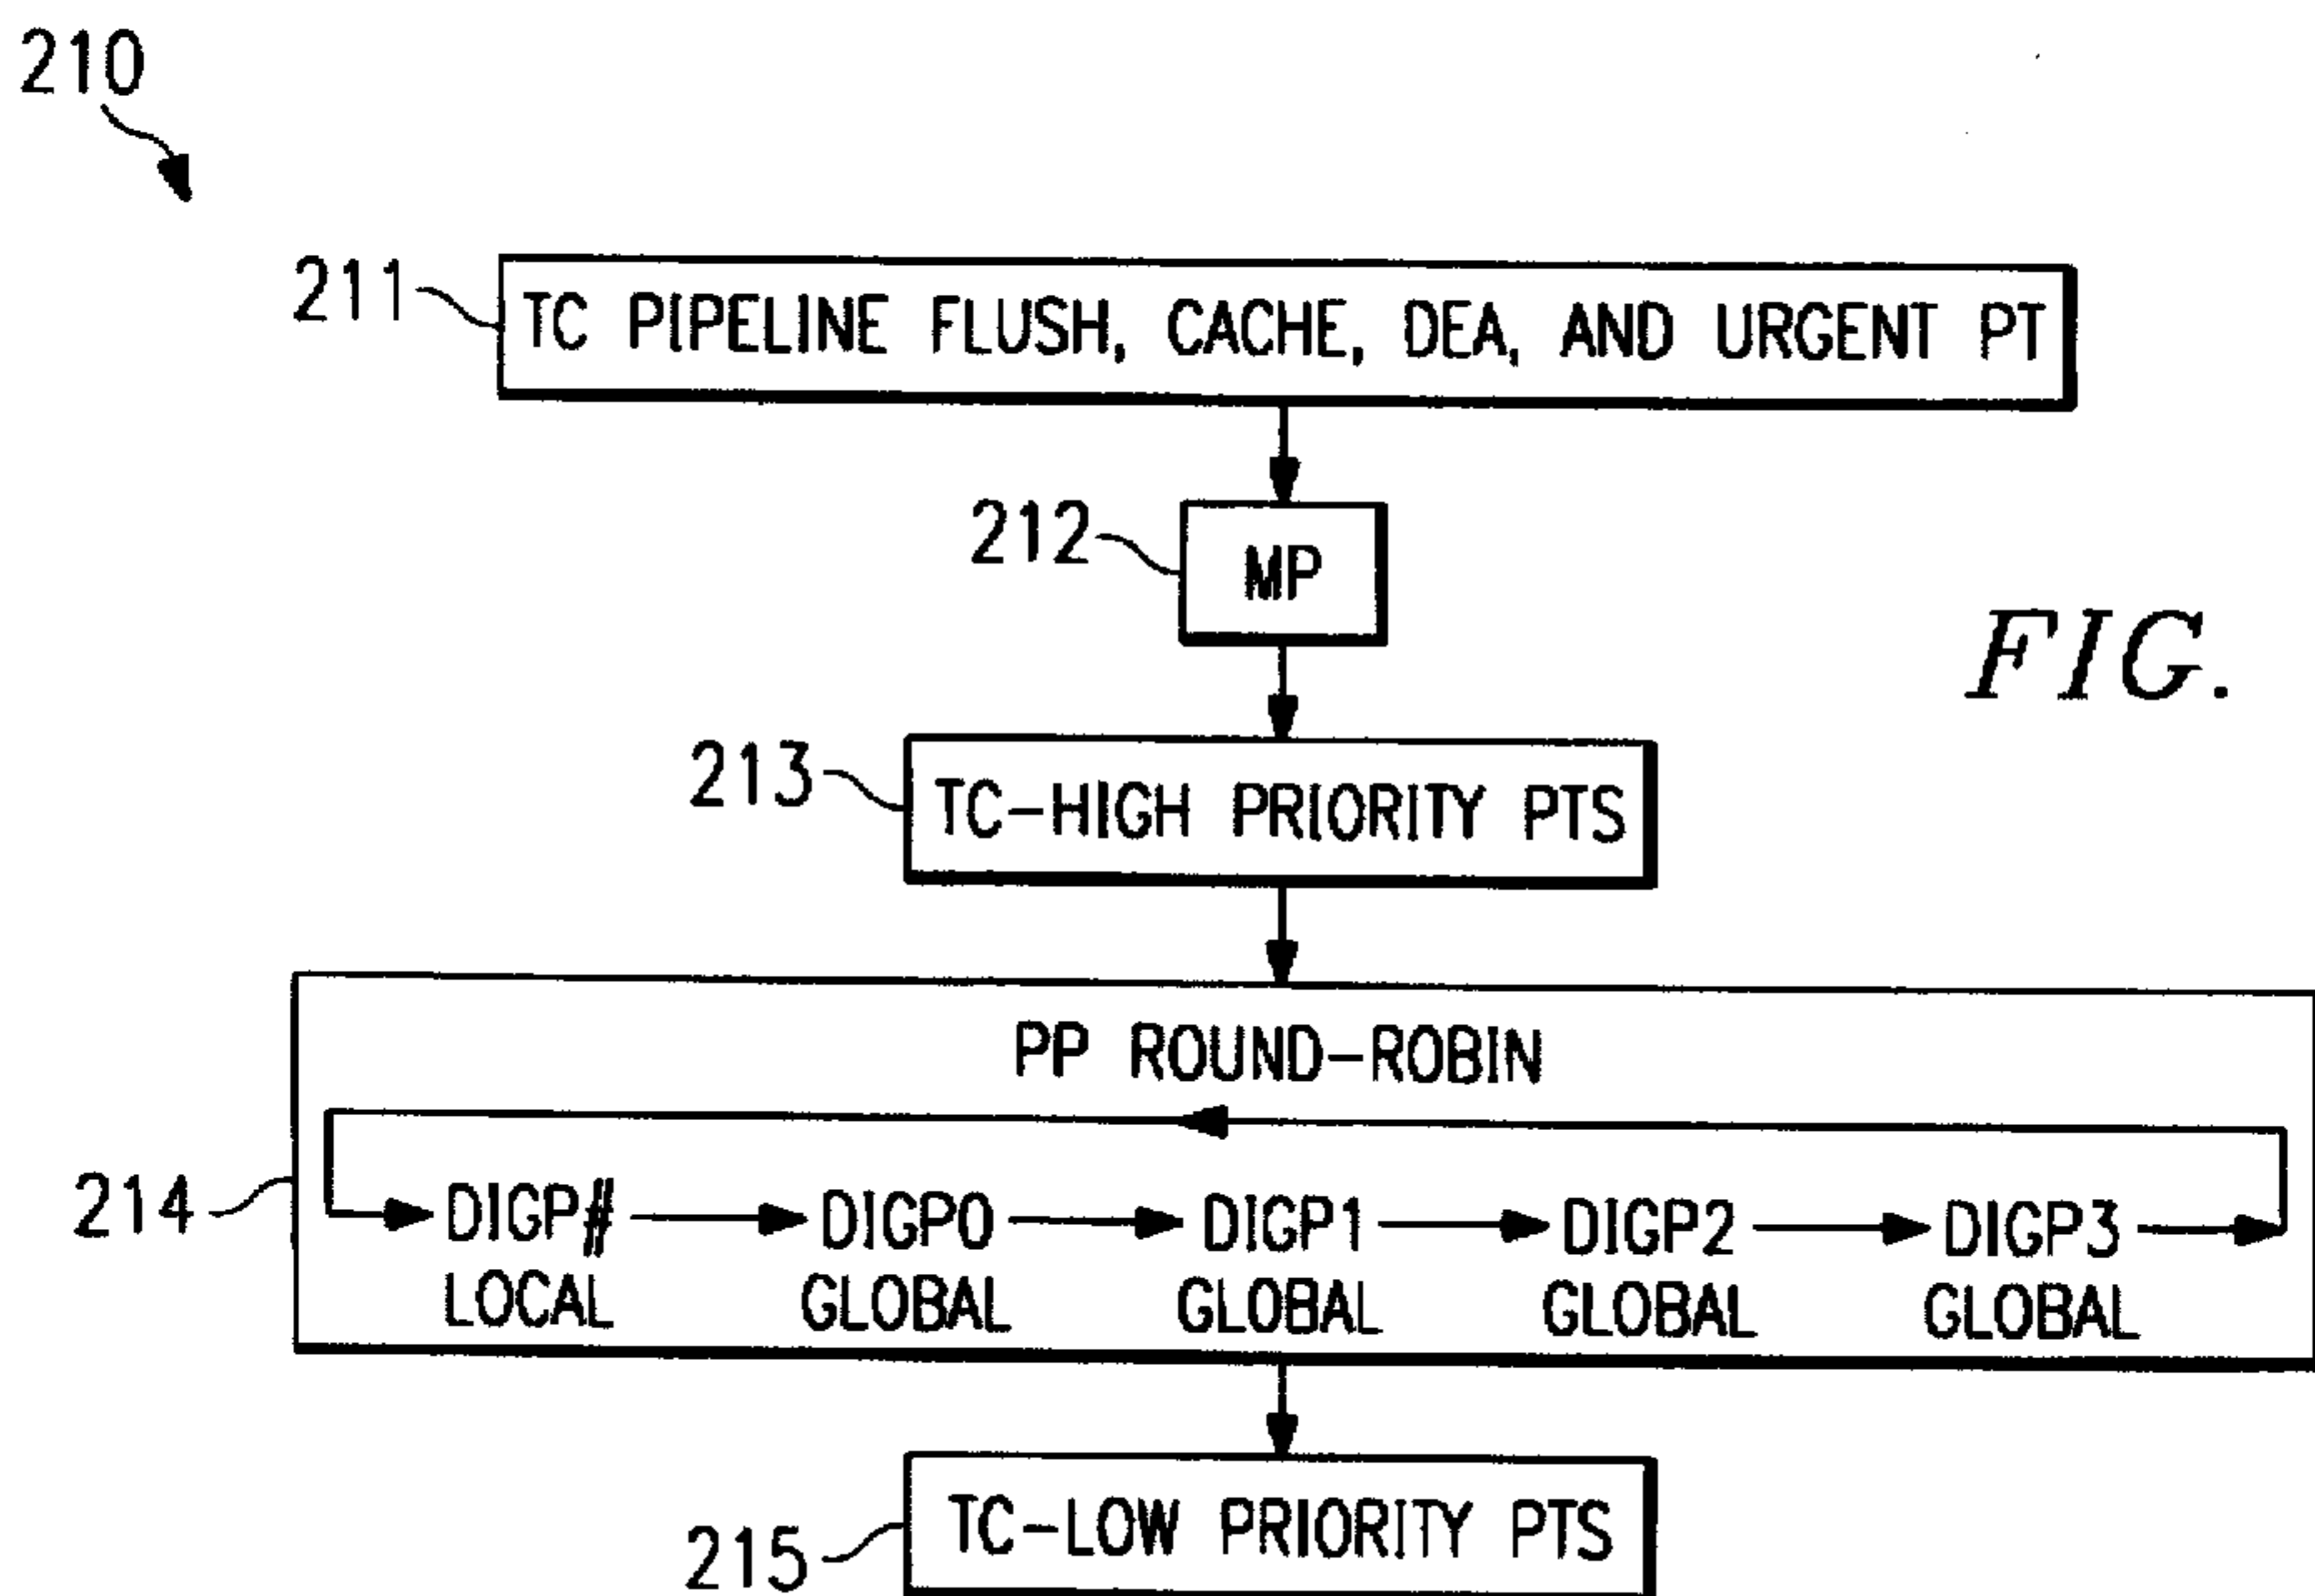 210
211
TC PIPELINE FLUSH, CACHE, DEA, AND URGENT PT
212
MP
FIG.
213
TC-HIGH PRIORITY PTS
PP ROUND-ROBIN
214
DIGP# DIGP0 DIGP1 DIGP2 DIGP3
LOCAL GLOBAL GLOBAL GLOBAL GLOBAL
215
TC-LOW PRIORITY PTS